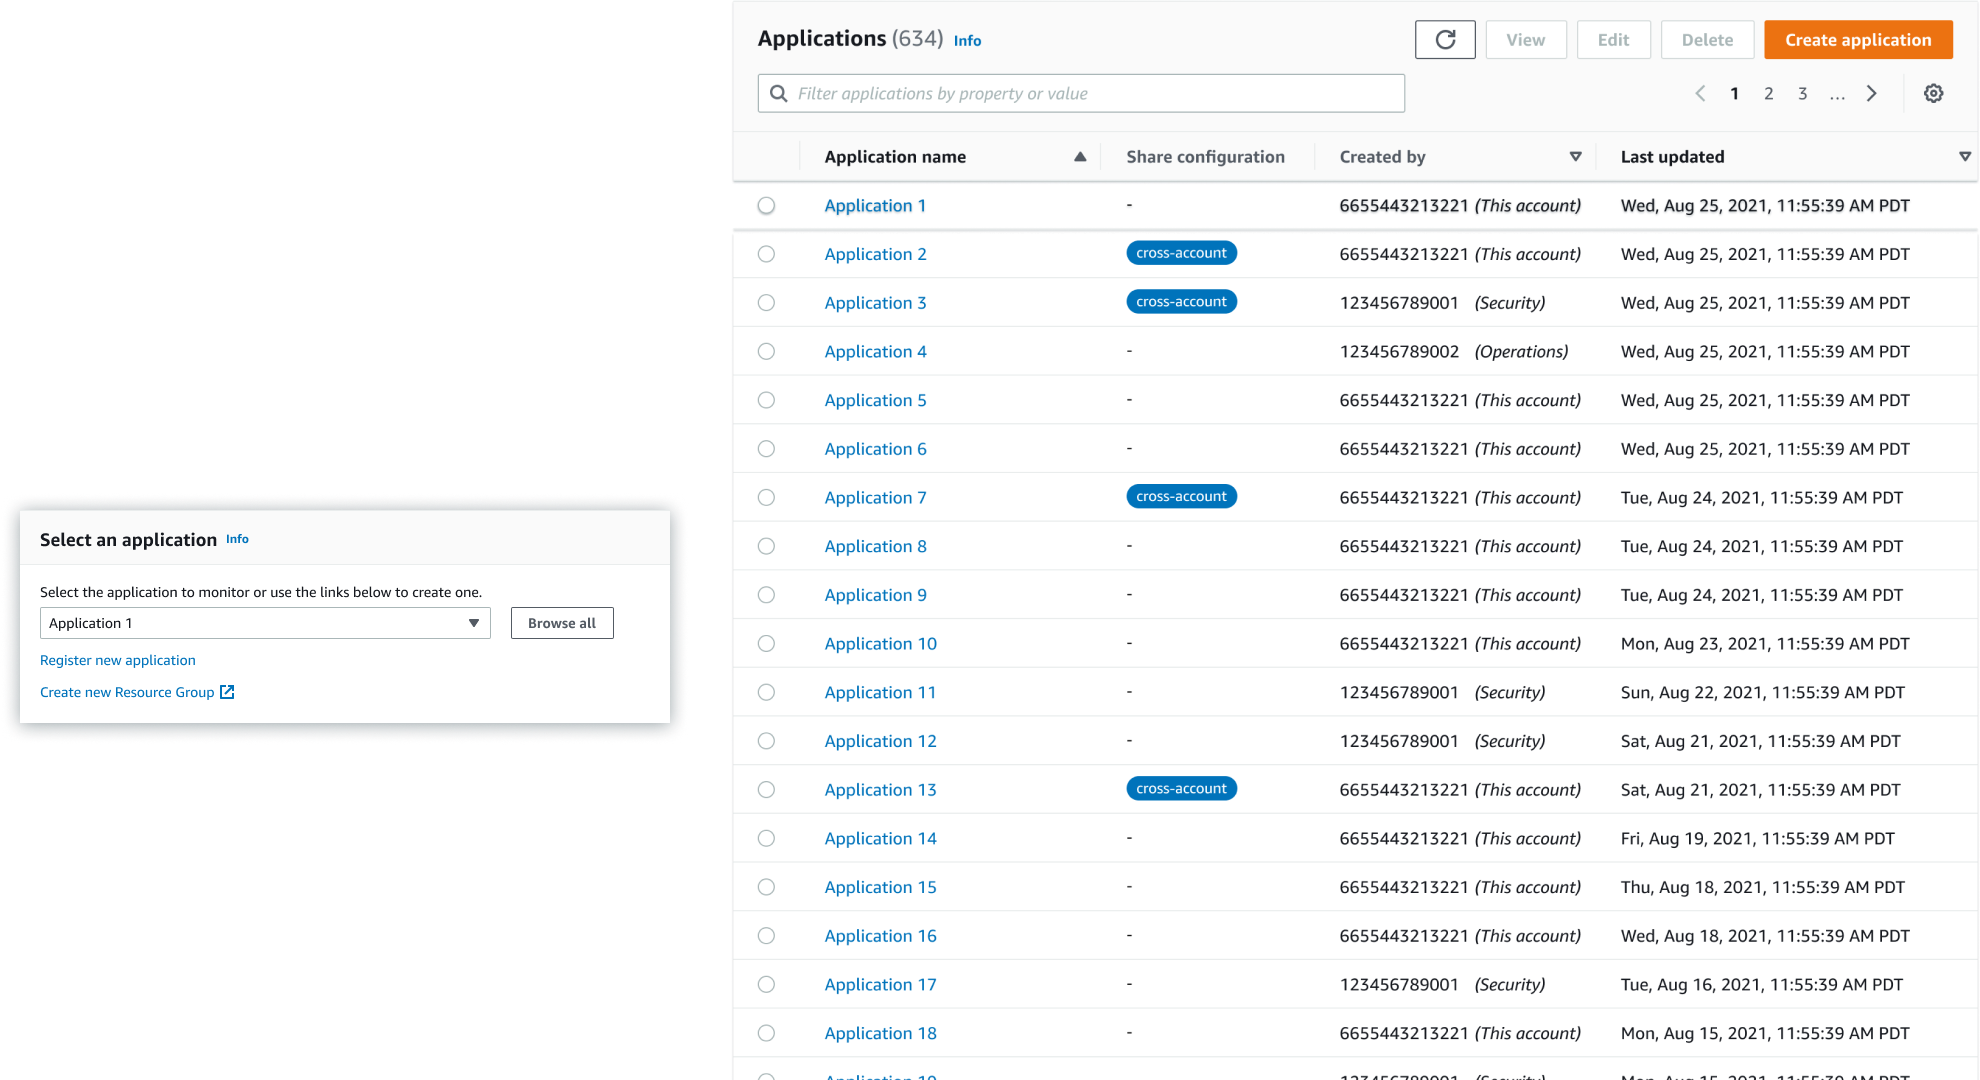 Applications (634) Info
View Edit Delete Create application
Filter applications by property or value
1 2 3 ...
Application name Share configuration Created by Last updated
Application 1 - 6655443213221 (This account) Wed, Aug 25, 2021, 11:55:39 AM PDT
Application 2 cross-account 6655443213221 (This account) Wed, Aug 25, 2021, 11:55:39 AM PDT
Application 3 cross-account 123456789001 (Security) Wed, Aug 25, 2021, 11:55:39 AM PDT
Application 4 - 123456789002 (Operations) Wed, Aug 25, 2021, 11:55:39 AM PDT
Application 5 - 6655443213221 (This account) Wed, Aug 25, 2021, 11:55:39 AM PDT
Application 6 - 6655443213221 (This account) Wed, Aug 25, 2021, 11:55:39 AM PDT
Application 7 cross-account 6655443213221 (This account) Tue, Aug 24, 2021, 11:55:39 AM PDT
Application 8 - 6655443213221 (This account) Tue, Aug 24, 2021, 11:55:39 AM PDT
Application 9 - 6655443213221 (This account) Tue, Aug 24, 2021, 11:55:39 AM PDT
Application 10 - 6655443213221 (This account) Mon, Aug 23, 2021, 11:55:39 AM PDT
Application 11 - 123456789001 (Security) Sun, Aug 22, 2021, 11:55:39 AM PDT
Application 12 - 123456789001 (Security) Sat, Aug 21, 2021, 11:55:39 AM PDT
Application 13 cross-account 6655443213221 (This account) Sat, Aug 21, 2021, 11:55:39 AM PDT
Application 14 - 6655443213221 (This account) Fri, Aug 19, 2021, 11:55:39 AM PDT
Application 15 - 6655443213221 (This account) Thu, Aug 18, 2021, 11:55:39 AM PDT
Application 16 - 6655443213221 (This account) Wed, Aug 18, 2021, 11:55:39 AM PDT
Application 17 - 123456789001 (Security) Tue, Aug 16, 2021, 11:55:39 AM PDT
Application 18 - 6655443213221 (This account) Mon, Aug 15, 2021, 11:55:39 AM PDT
Application 19 123456789001 (Security) Mon, Aug 15, 2021, 11:55:39 AM PDT
Select an application Info
Select the application to monitor or use the links below to create one.
Application 1 Browse all
Register new application
Create new Resource Group